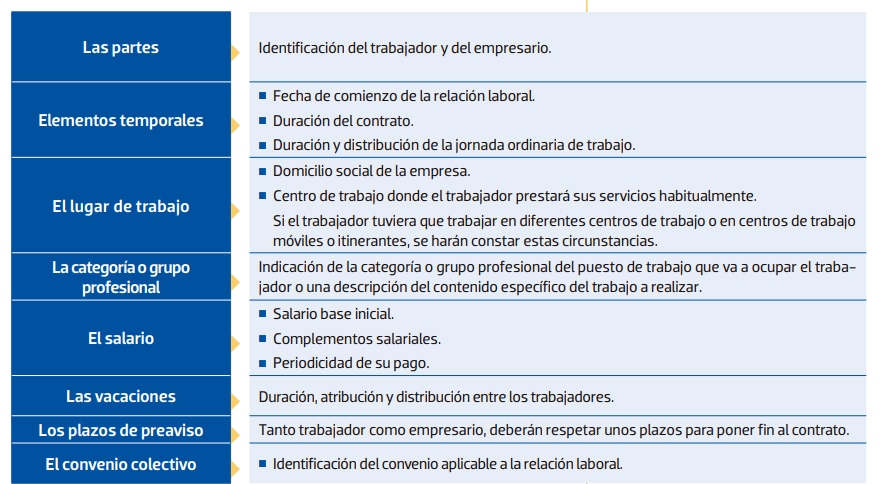 Las partes
Identificación del trabajador y del empresario.
Elementos temporales
■ Fecha de comienzo de la relación laboral.
■ Duración del contrato.
■ Duración y distribución de la jornada ordinaria de trabajo.
El lugar de trabajo
■ Domicilio social de la empresa.
■ Centro de trabajo donde el trabajador prestará sus servicios habitualmente.
Si el trabajador tuviera que trabajar en diferentes centros de trabajo o en centros de trabajo
móviles o itinerantes, se harán constar estas circunstancias.
La categoría o grupo
profesional
Indicación de la categoría o grupo profesional del puesto de trabajo que va a ocupar el traba-
jador o una descripción del contenido específico del trabajo a realizar.
El salario
■ Salario base inicial.
■ Complementos salariales.
■ Periodicidad de su pago.
Las vacaciones
Duración, atribución y distribución entre los trabajadores.
Los plazos de preaviso
Tanto trabajador como empresario, deberán respetar unos plazos para poner fin al contrato.
El convenio colectivo
■ Identificación del convenio aplicable a la relación laboral.